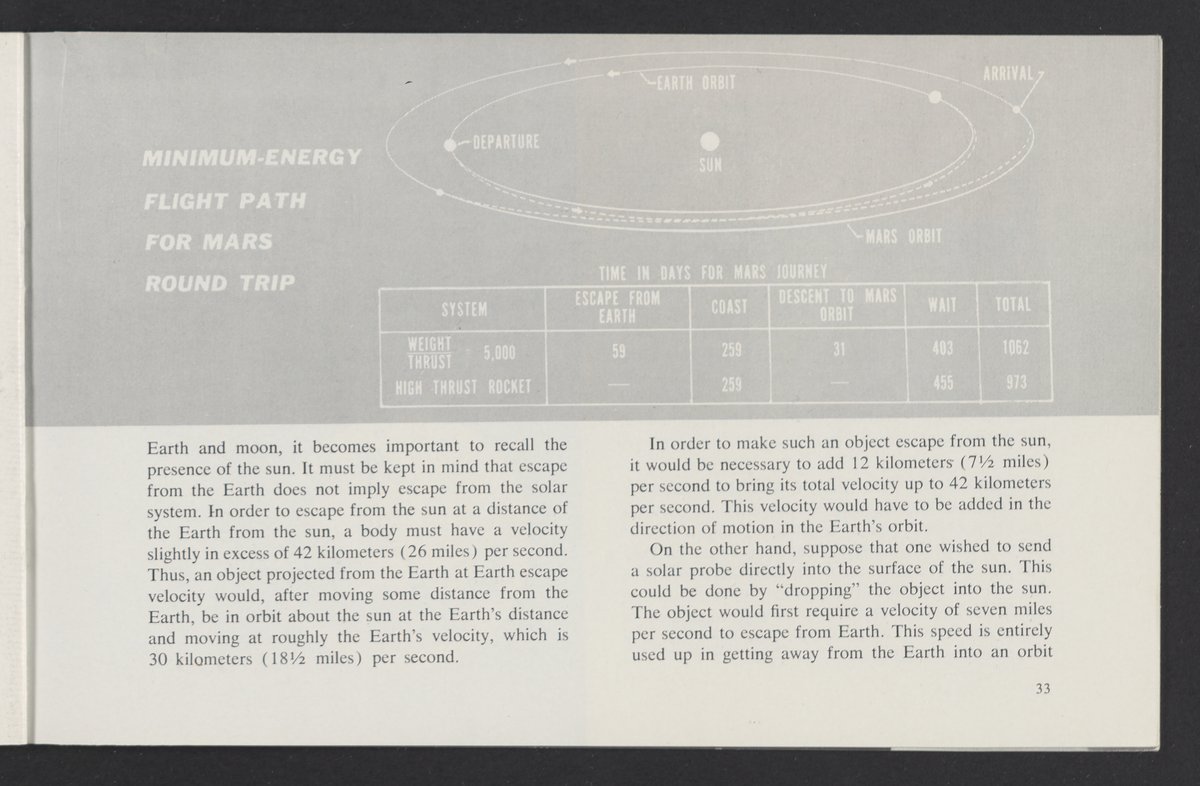 MINIMUM-ENERGY
FLIGHT PATH
FOR MARS
ROUND TRIP
EARTH ORBIT
ARRIVAL
DEPARTURE
SUN
MARS ORBIT
TIME IN DAYS FOR MARS JOURNEY
SYSTEM ESCAPE FROM EARTH COAST DESCENT TO MARS ORBIT WAIT TOTAL
WEIGHT
THRUST 5,000 59 259 31 403 1062
HIGH THRUST ROCKET — 259 — 455 973
Earth and moon, it becomes important to recall the
presence of the sun. It must be kept in mind that escape
from the Earth does not imply escape from the solar
system. In order to escape from the sun at a distance of
the Earth from the sun, a body must have a velocity
slightly in excess of 42 kilometers (26 miles) per second.
Thus, an object projected from the Earth at Earth escape
velocity would, after moving some distance from the
Earth, be in orbit about the sun at the Earth's distance
and moving at roughly the Earth's velocity, which is
30 kilometers (18½ miles) per second.
In order to make such an object escape from the sun,
it would be necessary to add 12 kilometers (7½ miles)
per second to bring its total velocity up to 42 kilometers
per second. This velocity would have to be added in the
direction of motion in the Earth's orbit.
On the other hand, suppose that one wished to send
a solar probe directly into the surface of the sun. This
could be done by "dropping" the object into the sun.
The object would first require a velocity of seven miles
per second to escape from Earth. This speed is entirely
used up in getting away from the Earth into an orbit
33